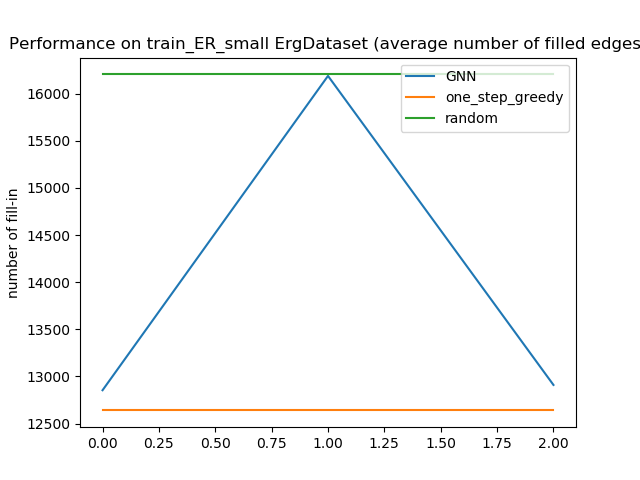 Performance on train_ER_small ErgDataset (average number of filled edges
GNN
one_step_greedy
random
number of fill-in
16000
15500
15000
14500
14000
13500
13000
12500
0.00 0.25 0.50 0.75 1.00 1.25 1.50 1.75 2.00